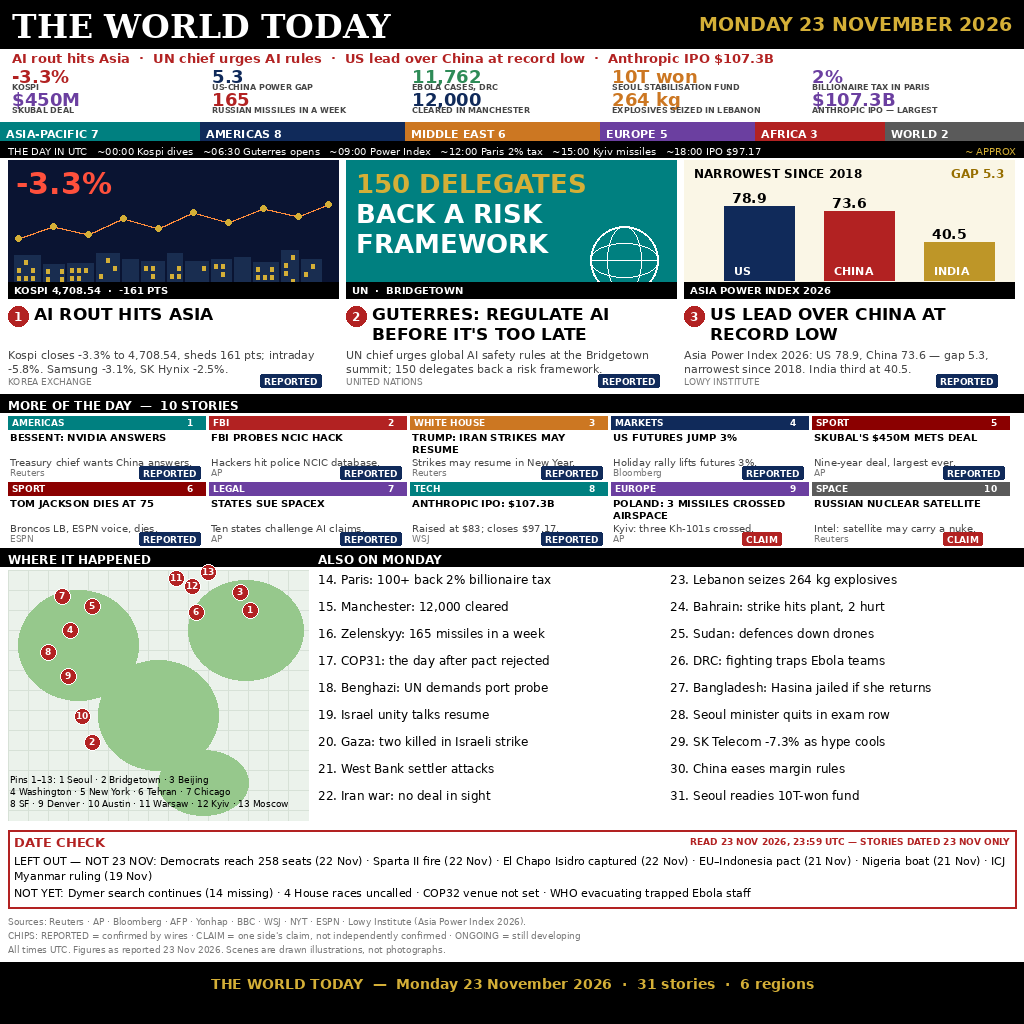 THE WORLD TODAY
MONDAY 23 NOVEMBER 2026
AI rout hits Asia · UN chief urges AI rules · US lead over China at record low · Anthropic IPO $107.3B
-3.3%
KOSPI
5.3
US-CHINA POWER GAP
11,762
EBOLA CASES, DRC
10T won
SEOUL STABILISATION FUND
2%
BILLIONAIRE TAX IN PARIS
$450M
SKUBAL DEAL
165
RUSSIAN MISSILES IN A WEEK
12,000
CLEARED IN MANCHESTER
264 kg
EXPLOSIVES SEIZED IN LEBANON
$107.3B
ANTHROPIC IPO — LARGEST
ASIA-PACIFIC 7
AMERICAS 8
MIDDLE EAST 6
EUROPE 5
AFRICA 3
WORLD 2
THE DAY IN UTC ~00:00 Kospi dives ~06:30 Guterres opens ~09:00 Power Index ~12:00 Paris 2% tax ~15:00 Kyiv missiles ~18:00 IPO $97.17
~ APPROX
-3.3%
KOSPI 4,708.54 · -161 PTS
150 DELEGATES
BACK A RISK
FRAMEWORK
UN · BRIDGETOWN
NARROWEST SINCE 2018
GAP 5.3
78.9
73.6
40.5
US
CHINA
INDIA
ASIA POWER INDEX 2026
1
AI ROUT HITS ASIA
Kospi closes -3.3% to 4,708.54, sheds 161 pts; intraday
-5.8%. Samsung -3.1%, SK Hynix -2.5%.
KOREA EXCHANGE
REPORTED
2
GUTERRES: REGULATE AI
BEFORE IT'S TOO LATE
UN chief urges global AI safety rules at the Bridgetown
summit; 150 delegates back a risk framework.
UNITED NATIONS
REPORTED
3
US LEAD OVER CHINA AT
RECORD LOW
Asia Power Index 2026: US 78.9, China 73.6 — gap 5.3,
narrowest since 2018. India third at 40.5.
LOWY INSTITUTE
REPORTED
MORE OF THE DAY — 10 STORIES
AMERICAS 1
BESSENT: NVIDIA ANSWERS
Treasury chief wants China answers.
Reuters
REPORTED
FBI 2
FBI PROBES NCIC HACK
Hackers hit police NCIC database.
AP
REPORTED
WHITE HOUSE 3
TRUMP: IRAN STRIKES MAY
RESUME
Strikes may resume in New Year.
Reuters
REPORTED
MARKETS 4
US FUTURES JUMP 3%
Holiday rally lifts futures 3%.
Bloomberg
REPORTED
SPORT 5
SKUBAL'S $450M METS DEAL
Nine-year deal, largest ever.
AP
REPORTED
SPORT 6
TOM JACKSON DIES AT 75
Broncos LB, ESPN voice, dies.
ESPN
REPORTED
LEGAL 7
STATES SUE SPACEX
Ten states challenge AI claims.
AP
REPORTED
TECH 8
ANTHROPIC IPO: $107.3B
Raised at $83; closes $97.17.
WSJ
REPORTED
EUROPE 9
POLAND: 3 MISSILES CROSSED
AIRSPACE
Kyiv: three Kh-101s crossed.
AP
CLAIM
SPACE 10
RUSSIAN NUCLEAR SATELLITE
Intel: satellite may carry a nuke.
Reuters
CLAIM
WHERE IT HAPPENED
11
13
12
7
5
3
1
6
4
8
9
10
2
Pins 1–13: 1 Seoul · 2 Bridgetown · 3 Beijing
4 Washington · 5 New York · 6 Tehran · 7 Chicago
8 SF · 9 Denver · 10 Austin · 11 Warsaw · 12 Kyiv · 13 Moscow
ALSO ON MONDAY
14. Paris: 100+ back 2% billionaire tax
15. Manchester: 12,000 cleared
16. Zelenskyy: 165 missiles in a week
17. COP31: the day after pact rejected
18. Benghazi: UN demands port probe
19. Israel unity talks resume
20. Gaza: two killed in Israeli strike
21. West Bank settler attacks
22. Iran war: no deal in sight
23. Lebanon seizes 264 kg explosives
24. Bahrain: strike hits plant, 2 hurt
25. Sudan: defences down drones
26. DRC: fighting traps Ebola teams
27. Bangladesh: Hasina jailed if she returns
28. Seoul minister quits in exam row
29. SK Telecom -7.3% as hype cools
30. China eases margin rules
31. Seoul readies 10T-won fund
DATE CHECK
READ 23 NOV 2026, 23:59 UTC — STORIES DATED 23 NOV ONLY
LEFT OUT — NOT 23 NOV: Democrats reach 258 seats (22 Nov) · Sparta II fire (22 Nov) · El Chapo Isidro captured (22 Nov) · EU–Indonesia pact (21 Nov) · Nigeria boat (21 Nov) · ICJ
Myanmar ruling (19 Nov)
NOT YET: Dymer search continues (14 missing) · 4 House races uncalled · COP32 venue not set · WHO evacuating trapped Ebola staff
Sources: Reuters · AP · Bloomberg · AFP · Yonhap · BBC · WSJ · NYT · ESPN · Lowy Institute (Asia Power Index 2026).
CHIPS: REPORTED = confirmed by wires · CLAIM = one side's claim, not independently confirmed · ONGOING = still developing
All times UTC. Figures as reported 23 Nov 2026. Scenes are drawn illustrations, not photographs.
THE WORLD TODAY — Monday 23 November 2026 · 31 stories · 6 regions